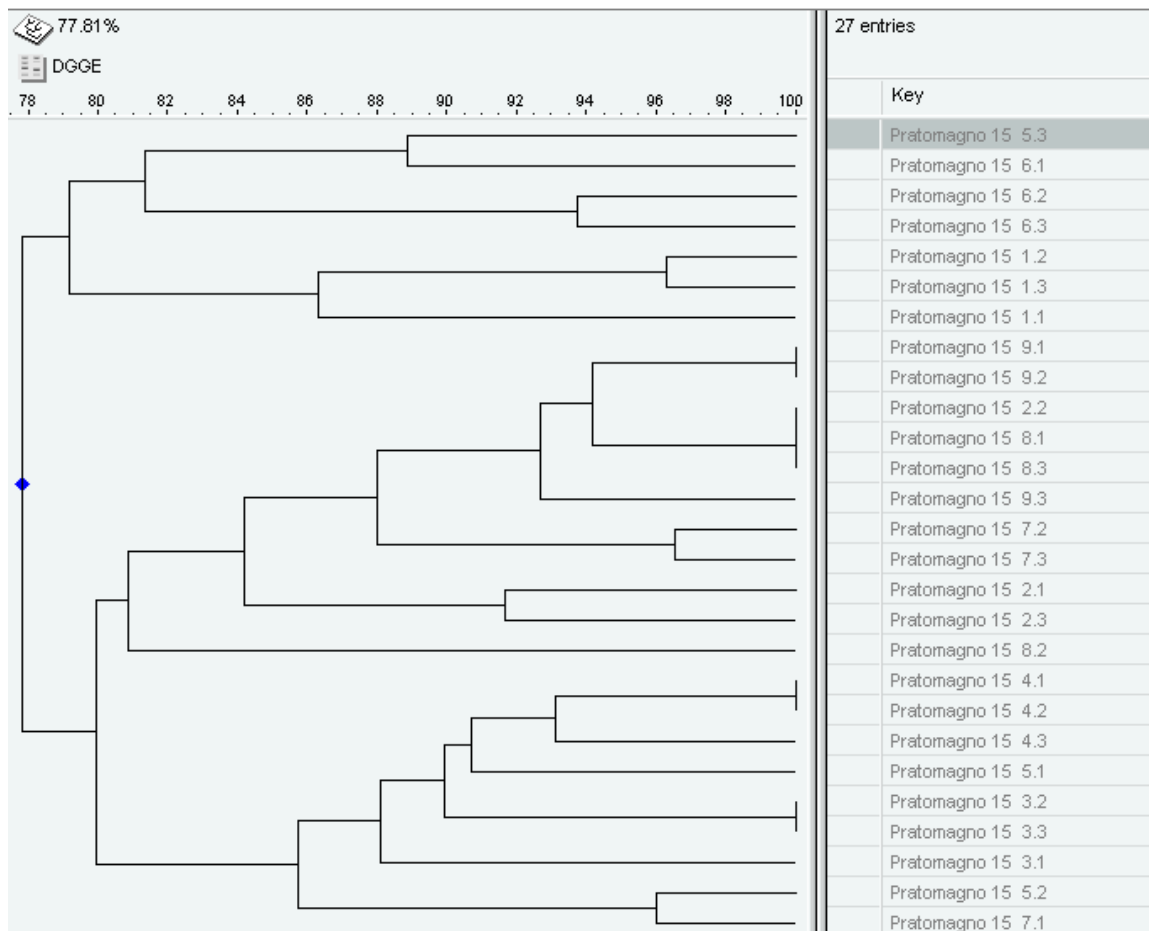 77.81%
27 entries
DGGE
78 80 82 84 86 88 90 92 94 96 98 100
Key
Pratomagno 15 5.3
Pratomagno 15 6.1
Pratomagno 15 6.2
Pratomagno 15 6.3
Pratomagno 15 1.2
Pratomagno 15 1.3
Pratomagno 15 1.1
Pratomagno 15 9.1
Pratomagno 15 9.2
Pratomagno 15 2.2
Pratomagno 15 8.1
Pratomagno 15 8.3
Pratomagno 15 9.3
Pratomagno 15 7.2
Pratomagno 15 7.3
Pratomagno 15 2.1
Pratomagno 15 2.3
Pratomagno 15 8.2
Pratomagno 15 4.1
Pratomagno 15 4.2
Pratomagno 15 4.3
Pratomagno 15 5.1
Pratomagno 15 3.2
Pratomagno 15 3.3
Pratomagno 15 3.1
Pratomagno 15 5.2
Pratomagno 15 7.1